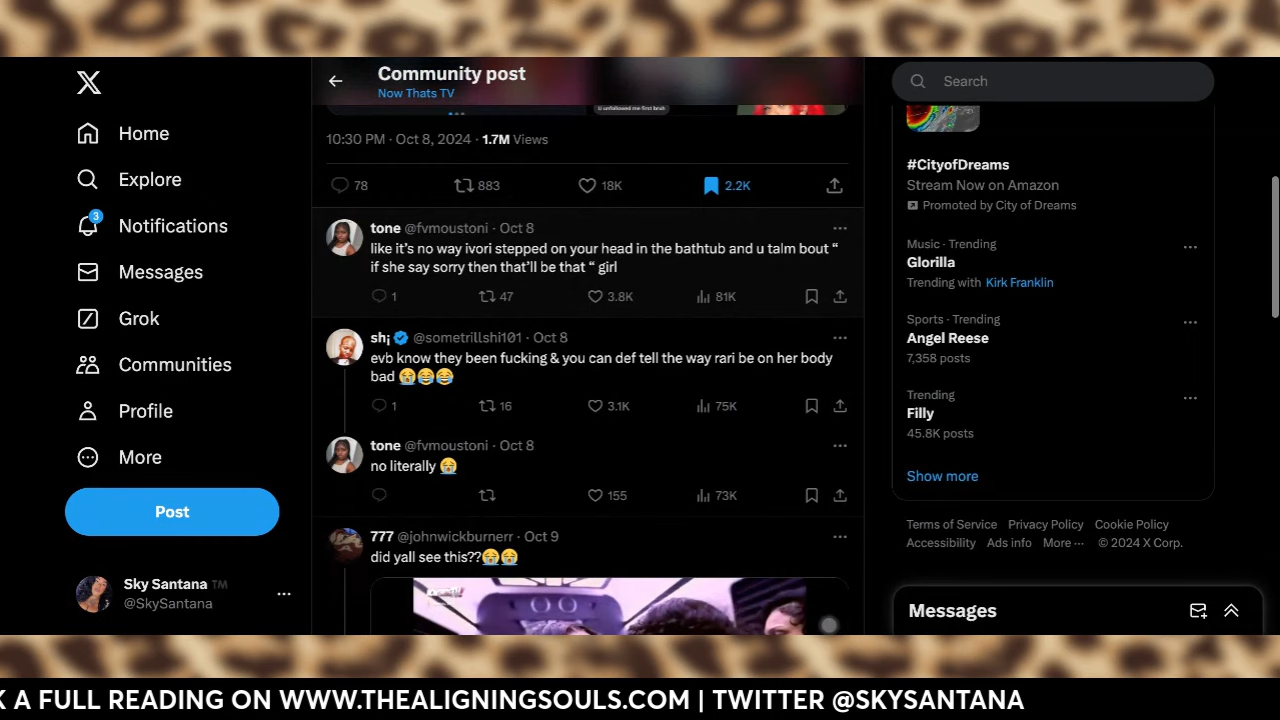 Community post
Now Thats TV
Home
Explore
3
Notifications
Messages
Grok
Communities
Profile
More
Post
Sky Santana TM
@SkySantana
U unfollowed me first bruh
10:30 PM · Oct 8, 2024 · 1.7M Views
78 883 18K 2.2K
tone @fvmoustoni · Oct 8
like it's no way ivori stepped on your head in the bathtub and u talm bout “
if she say sorry then that'll be that “ girl
1 47 3.8K 81K
sh¡ @sometrillshi101 · Oct 8
evb know they been fucking & you can def tell the way rari be on her body
bad 😭😂😂
1 16 3.1K 75K
tone @fvmoustoni · Oct 8
no literally 😭
155 73K
777 @johnwickburnerr · Oct 9
did yall see this??😭😭
Search
#CityofDreams
Stream Now on Amazon
Promoted by City of Dreams
Music · Trending
Glorilla
Trending with Kirk Franklin
Sports · Trending
Angel Reese
7,358 posts
Trending
Filly
45.8K posts
Show more
Terms of Service Privacy Policy Cookie Policy
Accessibility Ads info More ··· © 2024 X Corp.
Messages
K A FULL READING ON WWW.THEALIGNINGSOULS.COM | TWITTER @SKYSANTANA